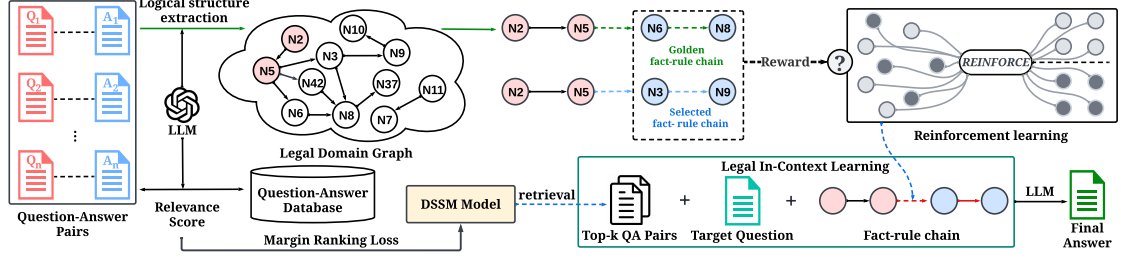 Logical structure
extraction
Q1
A1
Q2
A2
...
Qn
An
Question-Answer
Pairs
LLM
Relevance
Score
N2
N5
N10
N3
N9
N42
N37
N11
N6
N8
N7
Legal Domain Graph
Question-Answer
Database
Margin Ranking Loss
DSSM Model
retrieval
N2
N5
N6
N8
Golden
fact-rule chain
N2
N5
N3
N9
Selected
fact- rule chain
Reward
?
REINFORCE
Reinforcement learning
Legal In-Context Learning
+
+
Top-k QA Pairs
Target Question
Fact-rule chain
LLM
Final
Answer